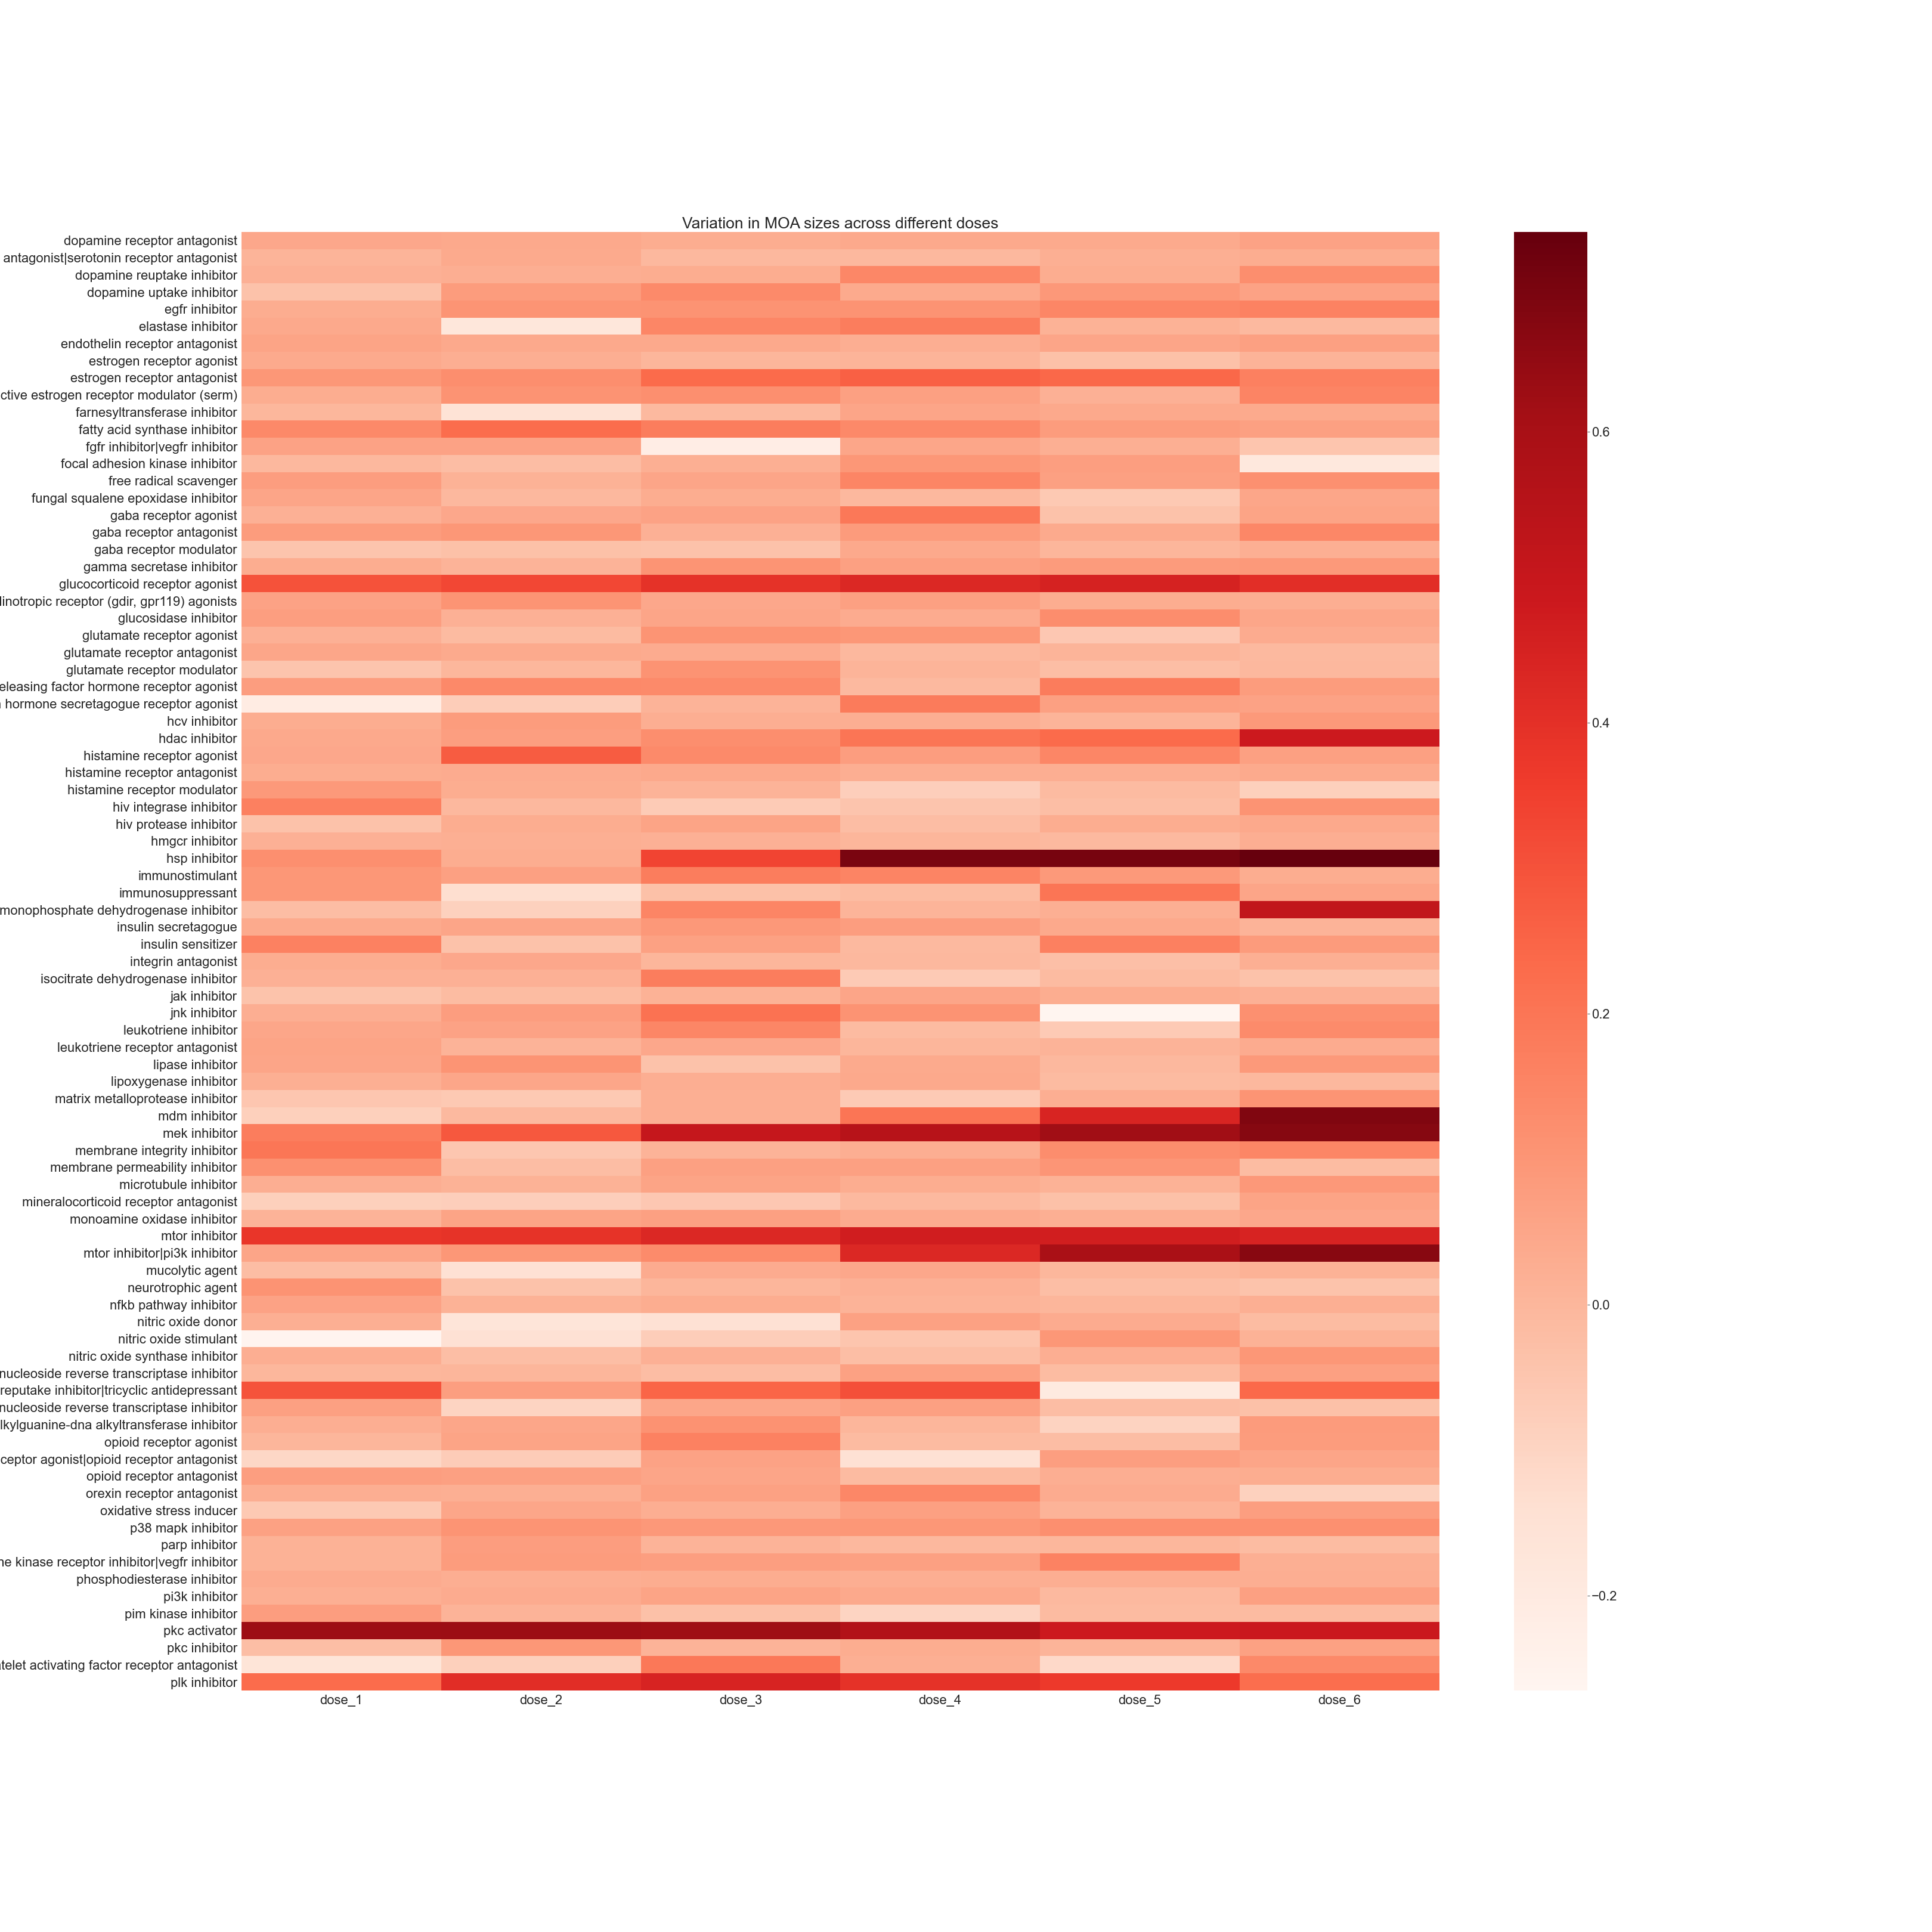 Variation in MOA sizes across different doses
dopamine receptor antagonist
antagonist|serotonin receptor antagonist
dopamine reuptake inhibitor
dopamine uptake inhibitor
egfr inhibitor
elastase inhibitor
endothelin receptor antagonist
estrogen receptor agonist
estrogen receptor antagonist
ctive estrogen receptor modulator (serm)
farnesyltransferase inhibitor
fatty acid synthase inhibitor
fgfr inhibitor|vegfr inhibitor
focal adhesion kinase inhibitor
free radical scavenger
fungal squalene epoxidase inhibitor
gaba receptor agonist
gaba receptor antagonist
gaba receptor modulator
gamma secretase inhibitor
glucocorticoid receptor agonist
linotropic receptor (gdir, gpr119) agonists
glucosidase inhibitor
glutamate receptor agonist
glutamate receptor antagonist
glutamate receptor modulator
eleasing factor hormone receptor agonist
hormone secretagogue receptor agonist
hcv inhibitor
hdac inhibitor
histamine receptor agonist
histamine receptor antagonist
histamine receptor modulator
hiv integrase inhibitor
hiv protease inhibitor
hmgcr inhibitor
hsp inhibitor
immunostimulant
immunosuppressant
monophosphate dehydrogenase inhibitor
insulin secretagogue
insulin sensitizer
integrin antagonist
isocitrate dehydrogenase inhibitor
jak inhibitor
jnk inhibitor
leukotriene inhibitor
leukotriene receptor antagonist
lipase inhibitor
lipoxygenase inhibitor
matrix metalloprotease inhibitor
mdm inhibitor
mek inhibitor
membrane integrity inhibitor
membrane permeability inhibitor
microtubule inhibitor
mineralocorticoid receptor antagonist
monoamine oxidase inhibitor
mtor inhibitor
mtor inhibitor|pi3k inhibitor
mucolytic agent
neurotrophic agent
nfkb pathway inhibitor
nitric oxide donor
nitric oxide stimulant
nitric oxide synthase inhibitor
nucleoside reverse transcriptase inhibitor
reuptake inhibitor|tricyclic antidepressant
nucleoside reverse transcriptase inhibitor
lkylguanine-dna alkyltransferase inhibitor
opioid receptor agonist
ceptor agonist|opioid receptor antagonist
opioid receptor antagonist
orexin receptor antagonist
oxidative stress inducer
p38 mapk inhibitor
parp inhibitor
ne kinase receptor inhibitor|vegfr inhibitor
phosphodiesterase inhibitor
pi3k inhibitor
pim kinase inhibitor
pkc activator
pkc inhibitor
atelet activating factor receptor antagonist
plk inhibitor
dose_1 dose_2 dose_3 dose_4 dose_5 dose_6
0.6
0.4
0.2
0.0
−0.2